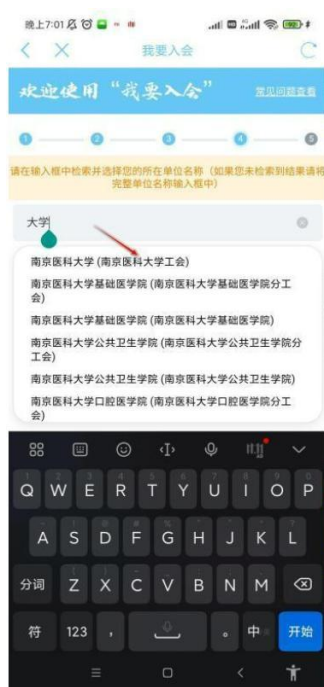 晚上7:01
我要入会
欢迎使用“我要入会”
常见问题查看
请在输入框中检索并选择您的所在单位名称（如果您未检索到结果请将
完整单位名称输入框中）
大学
南京医科大学 (南京医科大学工会)
南京医科大学基础医学院 (南京医科大学基础医学院分工
会)
南京医科大学基础医学院 (南京医科大学基础医学院)
南京医科大学公共卫生学院 (南京医科大学公共卫生学院分
工会)
南京医科大学公共卫生学院 (南京医科大学公共卫生学院)
南京医科大学口腔医学院 (南京医科大学口腔医学院分工
会)
Q W E R T Y U I O P
A S D F G H J K L
分词 Z X C V B N M
符 123 ， 。 中 开始